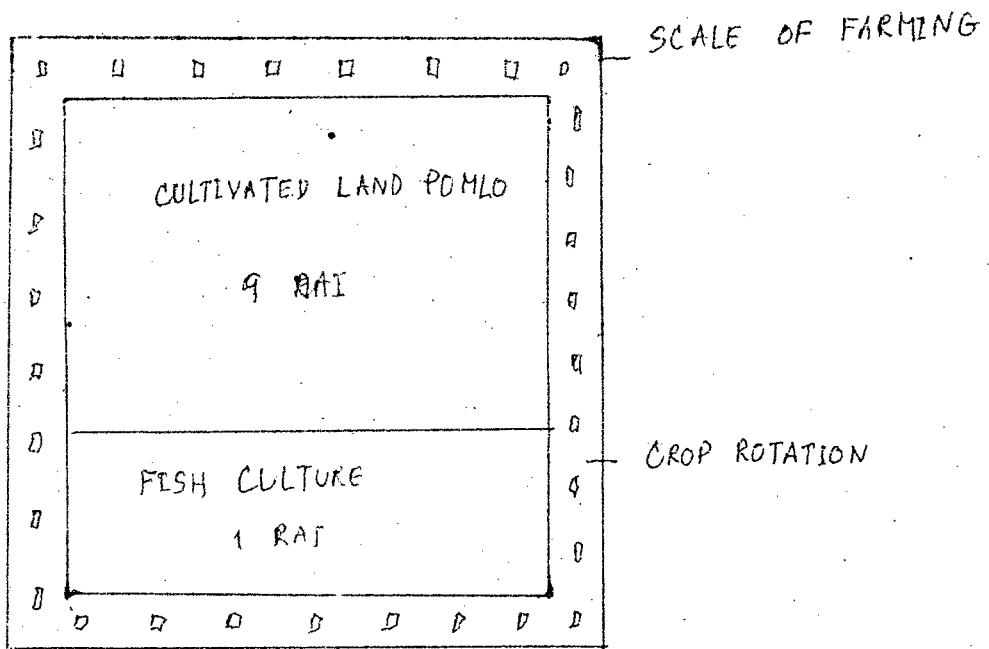 SCALE OF FARMING
CULTIVATED LAND POMLO
9 RAI
CROP ROTATION
FISH CULTURE
1 RAI